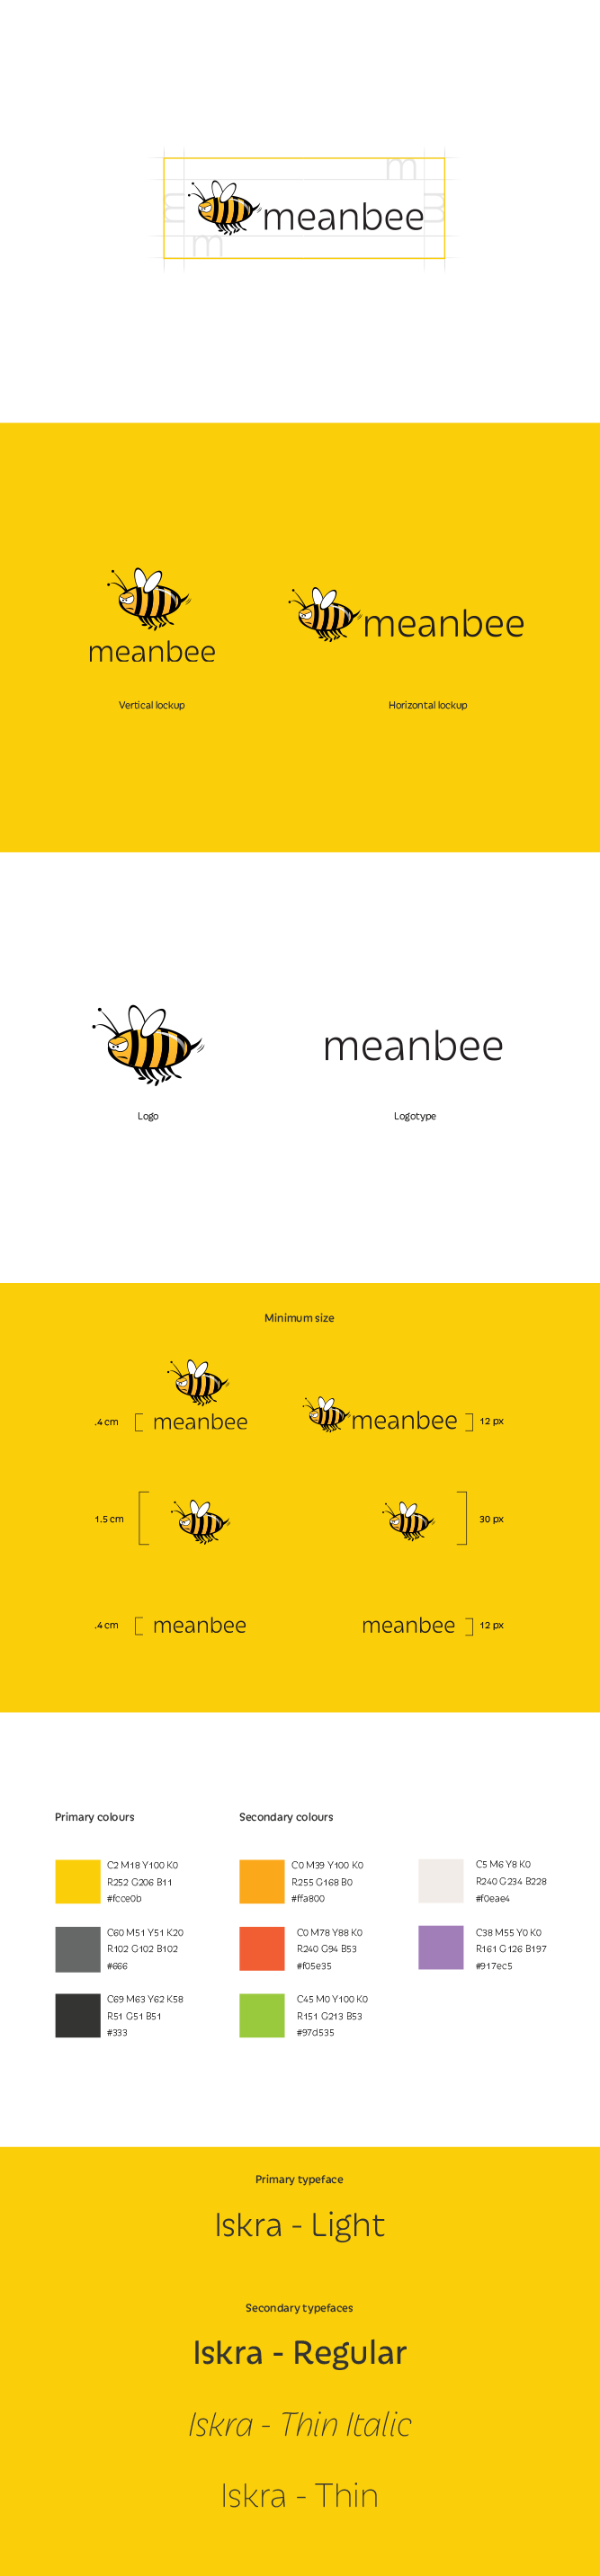 m
meanbee
m
m
m
meanbee
meanbee
Vertical lockup
Horizontal lockup
meanbee
Logo
Logotype
Minimum size
.4 cm
meanbee
meanbee
12 px
1.5 cm
30 px
.4 cm
meanbee
meanbee
12 px
Primary colours
C2 M18 Y100 K0
R252 G206 B11
#fcce0b
C60 M51 Y51 K20
R102 G102 B102
#666
C69 M63 Y62 K58
R51 G51 B51
#333
Secondary colours
C0 M39 Y100 K0
R255 G168 B0
#ffa800
C0 M78 Y88 K0
R240 G94 B53
#f05e35
C45 M0 Y100 K0
R151 G213 B53
#97d535
C5 M6 Y8 K0
R240 G234 B228
#f0eae4
C38 M55 Y0 K0
R161 G126 B197
#917ec5
Primary typeface
Iskra - Light
Secondary typefaces
Iskra - Regular
Iskra - Thin Italic
Iskra - Thin